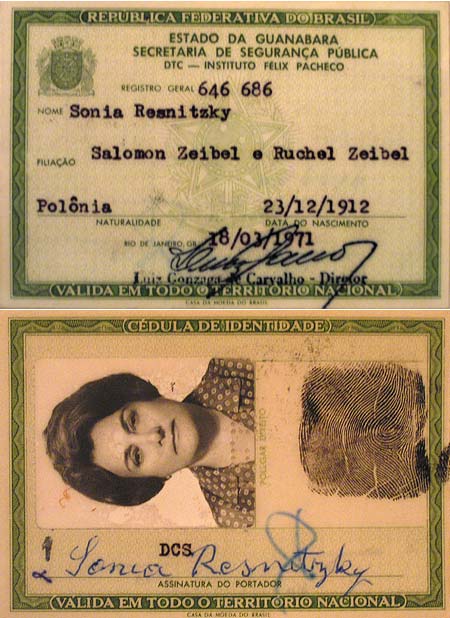 REPÚBLICA FEDERATIVA DO BRASIL
ESTADO DA GUANABARA
SECRETARIA DE SEGURANÇA PÚBLICA
DTC — INSTITUTO FÉLIX PACHECO
REGISTRO GERAL 646 686
NOME Sonia Resnitzky
FILIAÇÃO Salomon Zeibel e Ruchel Zeibel
Polônia 23/12/1912
NATURALIDADE DATA DO NASCIMENTO
RIO DE JANEIRO, GB 18/03/1971
Luiz Gonzaga de Carvalho - Diretor
VÁLIDA EM TODO O TERRITÓRIO NACIONAL
CASA DA MOEDA DO BRASIL
CÉDULA DE IDENTIDADE
POLEGAR DIREITO
DCS
Sonia Resnitzky
ASSINATURA DO PORTADOR
VÁLIDA EM TODO O TERRITÓRIO NACIONAL
CASA DA MOEDA DO BRASIL